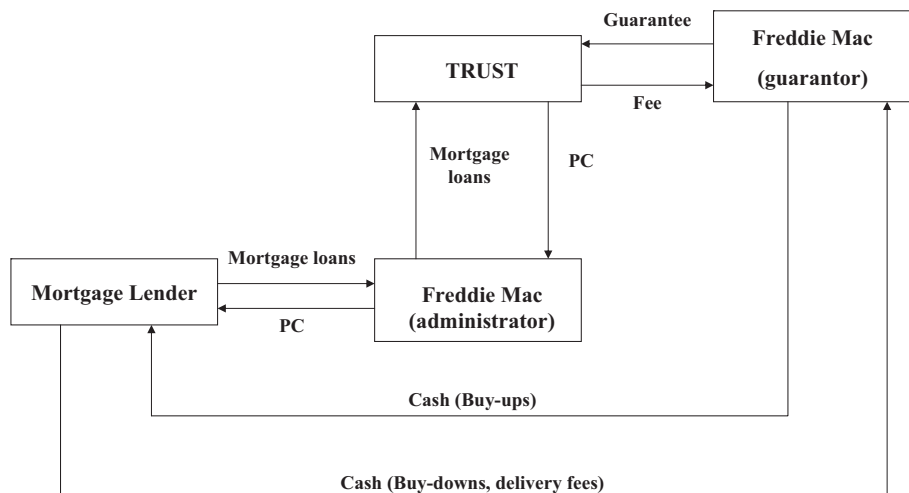 Guarantee
Freddie Mac
(guarantor)
TRUST
Fee
Mortgage
loans
PC
Mortgage loans
Mortgage Lender
Freddie Mac
(administrator)
PC
Cash (Buy-ups)
Cash (Buy-downs, delivery fees)